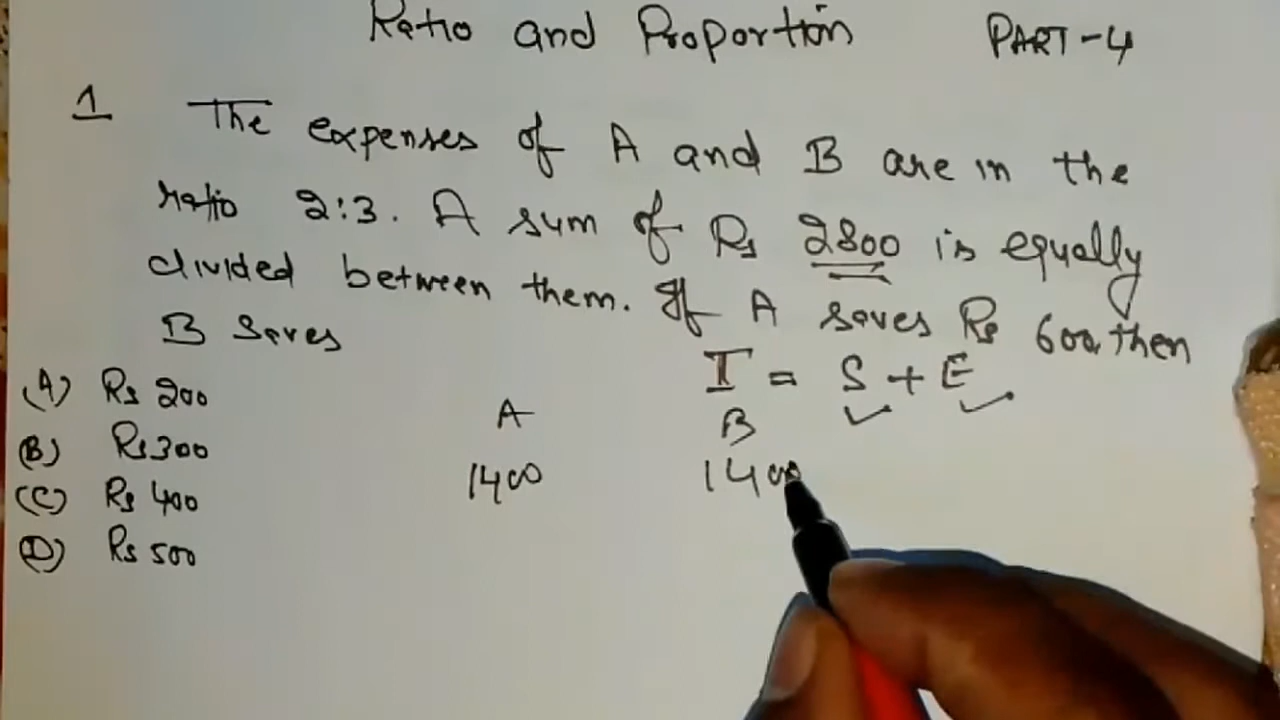 Ratio and Proportion PART-4
1 The expenses of A and B are in the
ratio 2:3. A sum of Rs 2800 is equally
divided between them. If A saves Rs 600, then
B saves
I = S + E
(A) Rs 200
A B
(B) Rs 300
1400 1400
(C) Rs 400
(D) Rs 500